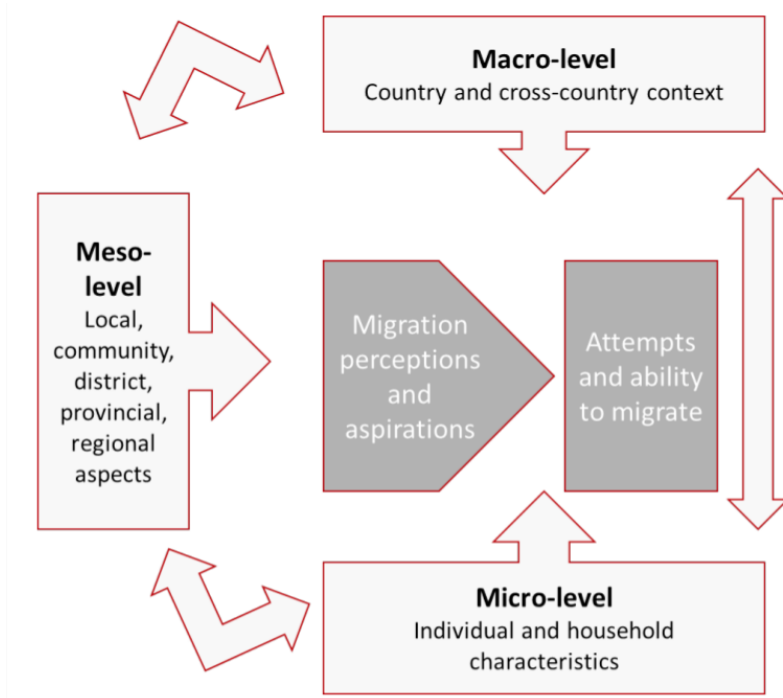 Macro-level
Country and cross-country context
Meso-
level
Local,
community,
district,
provincial,
regional
aspects
Migration
perceptions
and
aspirations
Attempts
and ability
to migrate
Micro-level
Individual and household
characteristics